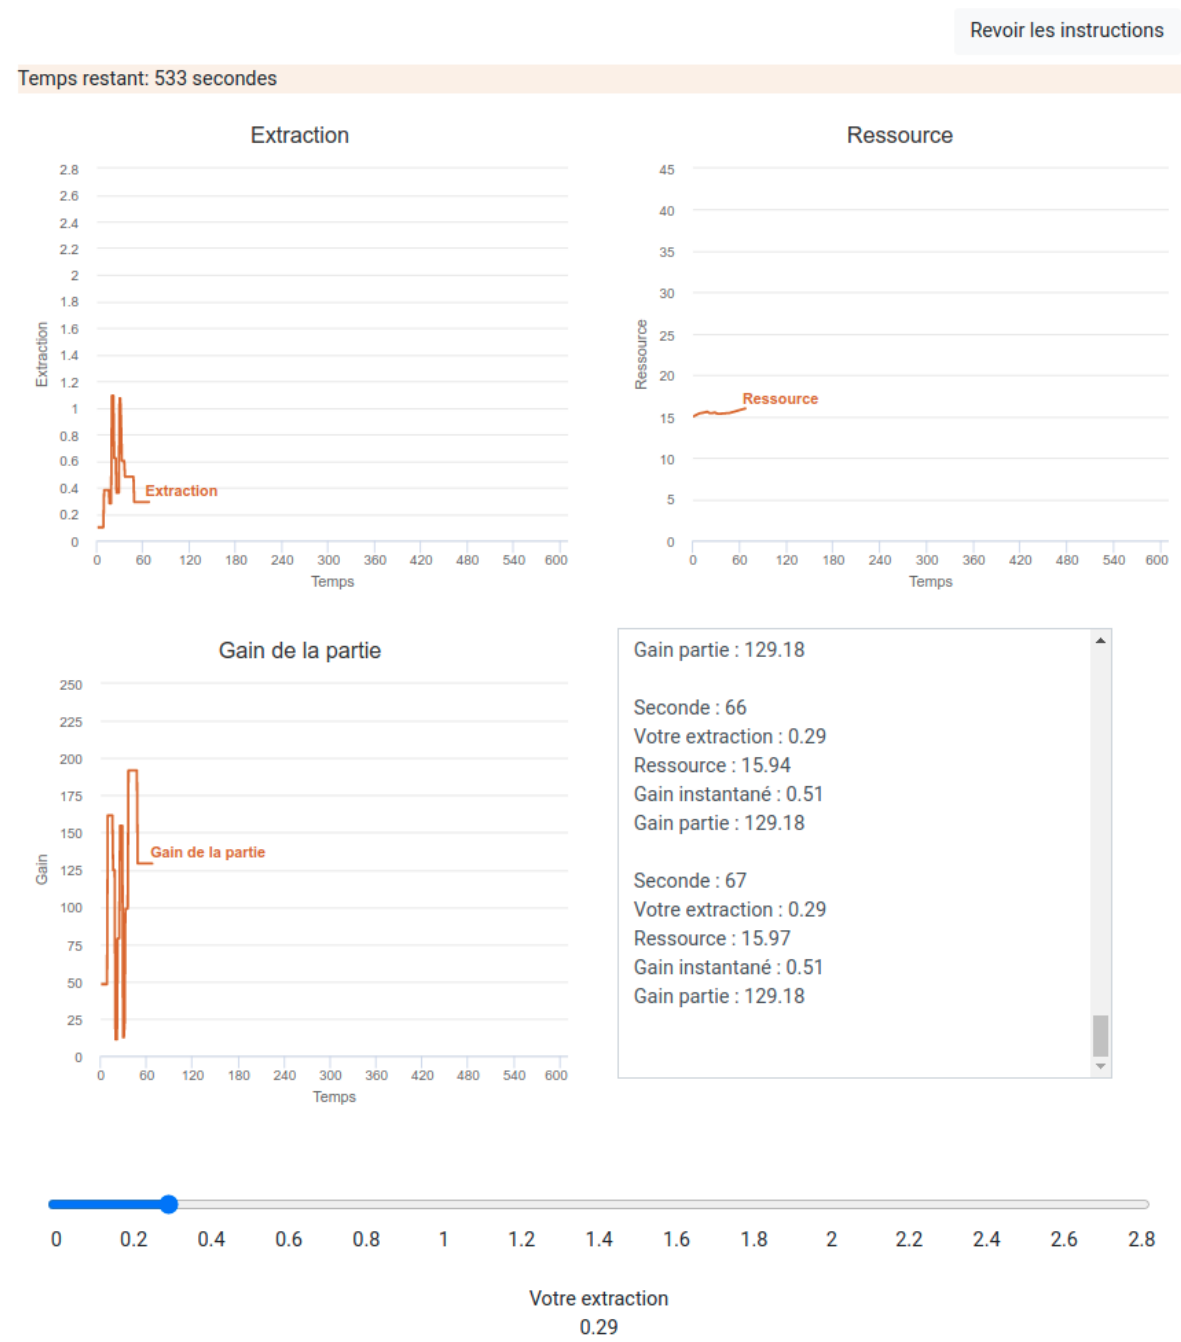 Revoir les instructions
Temps restant: 533 secondes
Extraction
2.8
2.6
2.4
2.2
2
1.8
1.6
1.4
1.2
1
0.8
0.6
0.4
0.2
0
Extraction
Extraction
0 60 120 180 240 300 360 420 480 540 600
Temps
Ressource
45
40
35
30
25
20
15
10
5
0
Ressource
Ressource
0 60 120 180 240 300 360 420 480 540 600
Temps
Gain de la partie
250
225
200
175
150
125
100
75
50
25
0
Gain
Gain de la partie
0 60 120 180 240 300 360 420 480 540 600
Temps
Gain partie : 129.18
Seconde : 66
Votre extraction : 0.29
Ressource : 15.94
Gain instantané : 0.51
Gain partie : 129.18
Seconde : 67
Votre extraction : 0.29
Ressource : 15.97
Gain instantané : 0.51
Gain partie : 129.18
0 0.2 0.4 0.6 0.8 1 1.2 1.4 1.6 1.8 2 2.2 2.4 2.6 2.8
Votre extraction
0.29